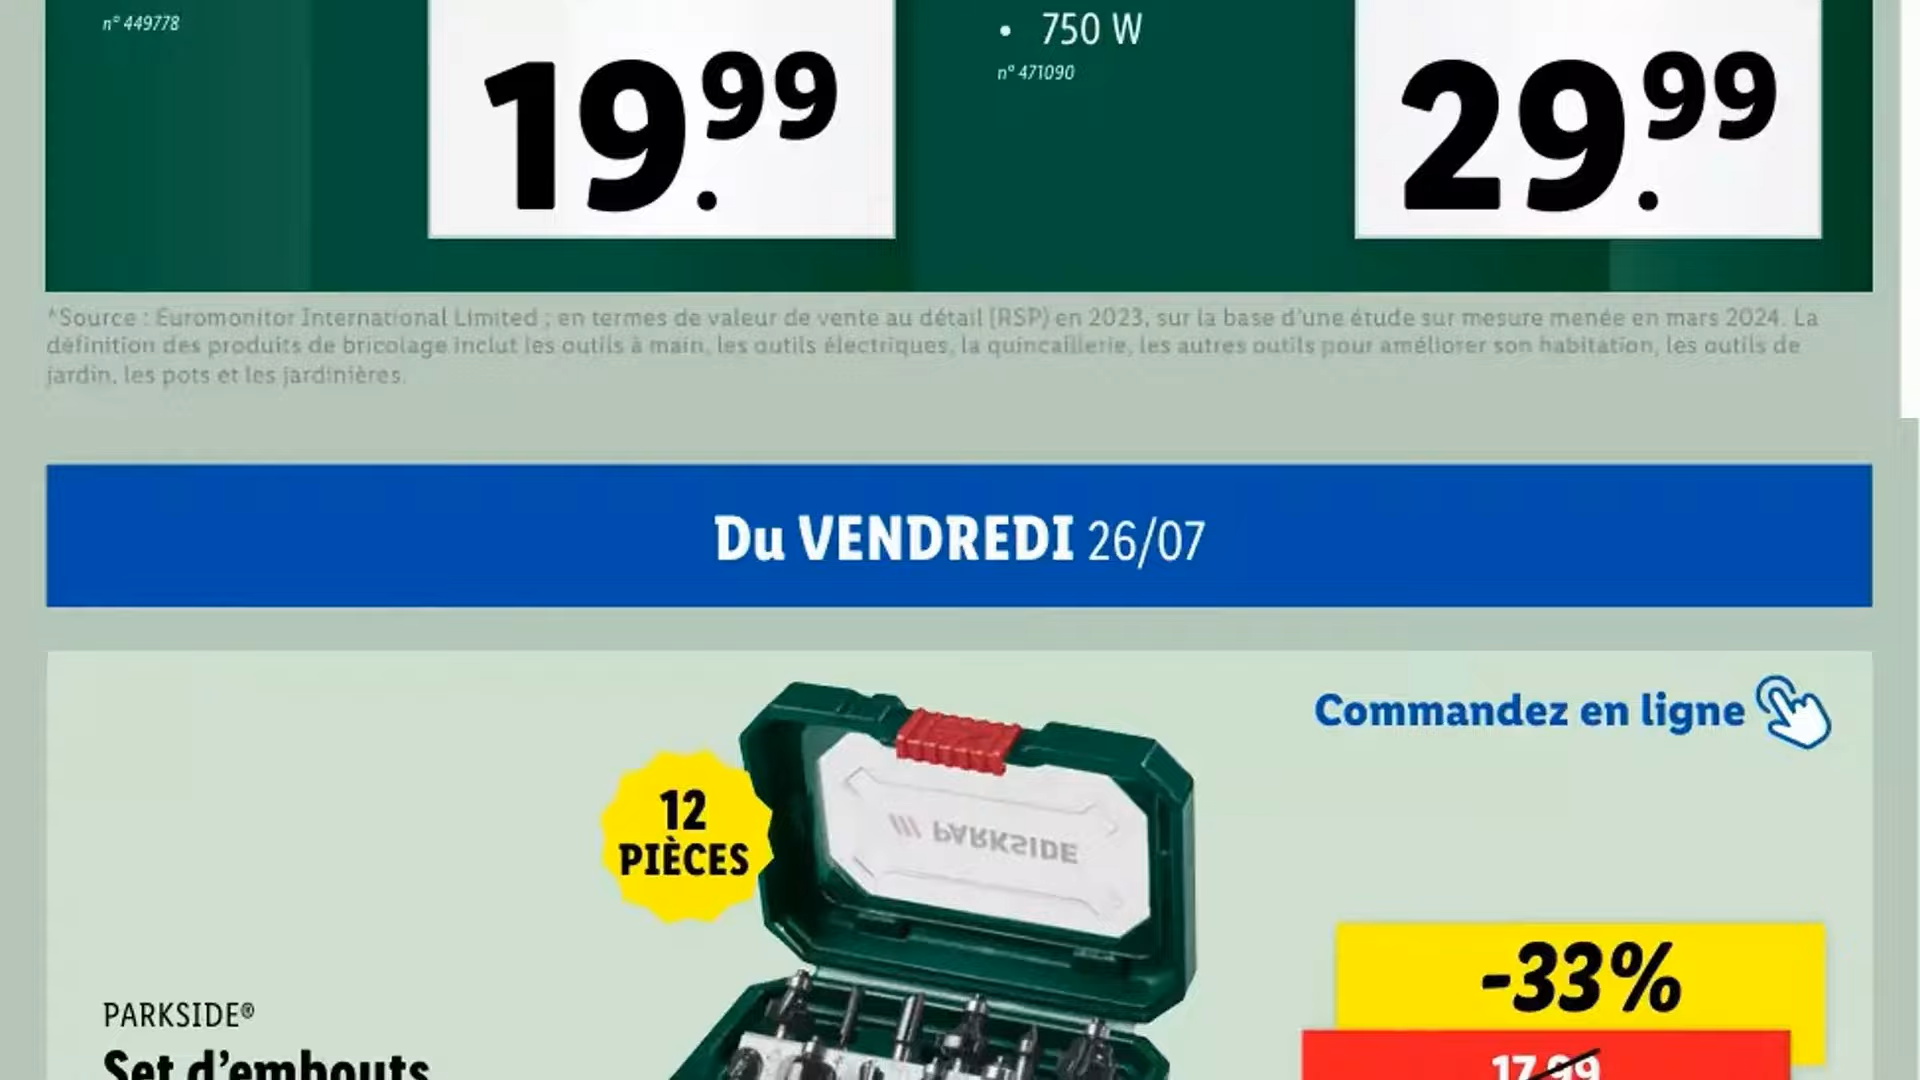 n° 449778
19.99
• 750 W
n° 471090
29.99
*Source : Euromonitor International Limited ; en termes de valeur de vente au détail (RSP) en 2023, sur la base d'une étude sur mesure menée en mars 2024. La
définition des produits de bricolage inclut les outils à main, les outils électriques, la quincaillerie, les autres outils pour améliorer son habitation, les outils de
jardin, les pots et les jardinières.
Du VENDREDI 26/07
Commandez en ligne
12
PIÈCES
PARKSIDE
-33%
17.99
PARKSIDE®
Set d'embouts